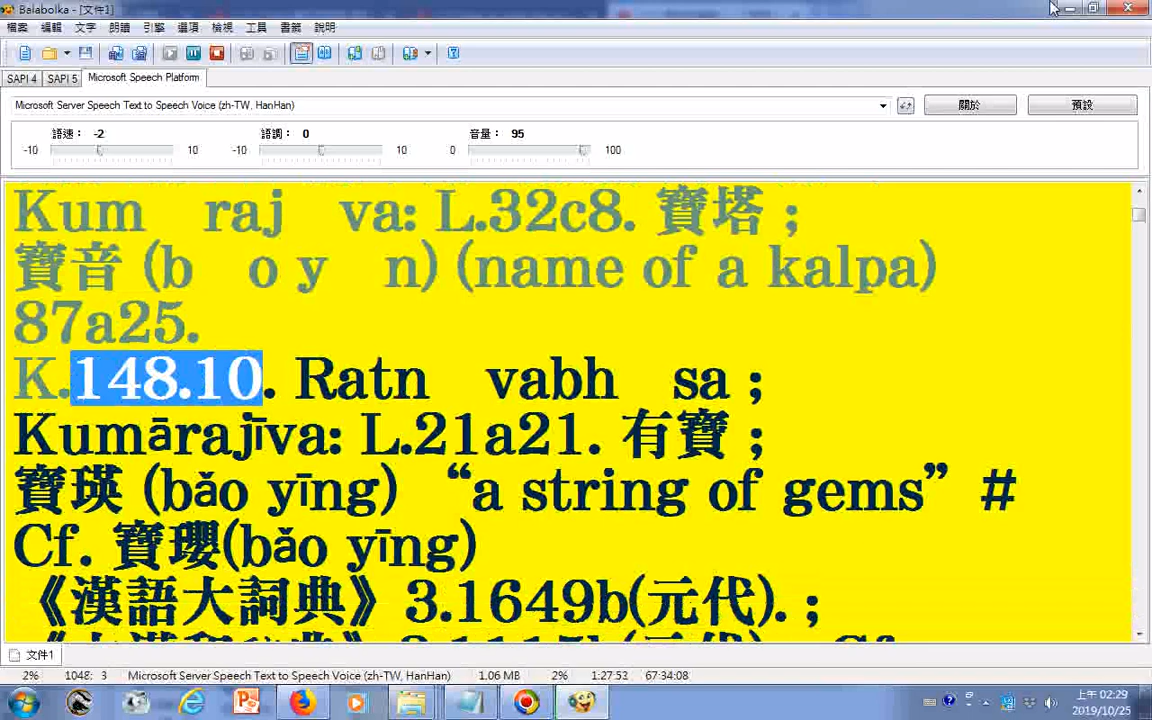 Balabolka - [文件1]
檔案 編輯 文字 朗讀 引擎 選項 檢視 工具 書籤 說明
SAPI 4 SAPI 5 Microsoft Speech Platform
Microsoft Server Speech Text to Speech Voice (zh-TW, HanHan) 關於 預設
語速： -2 語調： 0 音量： 95
-10 10 -10 10 0 100
Kum raj va: L.32c8. 寶塔 ;
寶音 (b o y n) (name of a kalpa)
87a25.
K.148.10. Ratn vabh sa ;
Kumārajīva: L.21a21. 有寶 ;
寶瑛 (bǎo yīng) “a string of gems” #
Cf. 寶瓔(bǎo yīng)
《漢語大詞典》3.1649b(元代). ;
文件1
2% 1048: 3 Microsoft Server Speech Text to Speech Voice (zh-TW, HanHan) 1.06 MB 2% 1:27:53 67:34:08
上午 02:29
2019/10/25